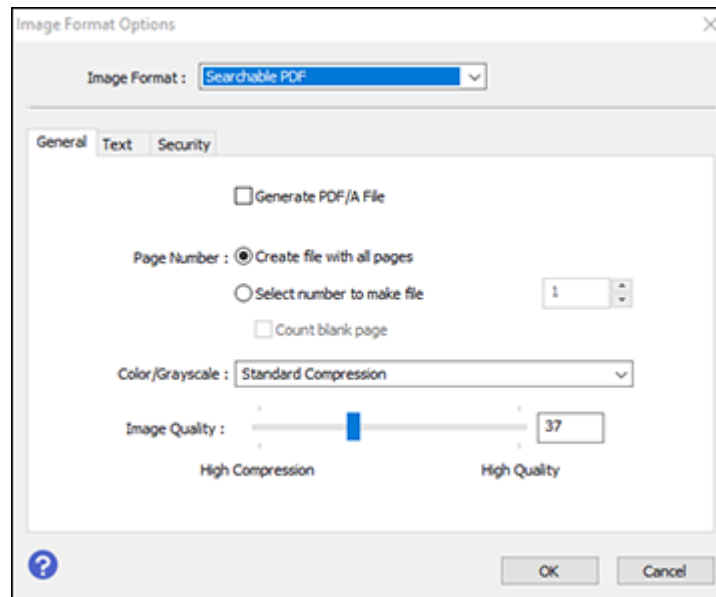 Image Format Options
Image Format : Searchable PDF
General Text Security
Generate PDF/A File
Page Number : Create file with all pages
Select number to make file 1
Count blank page
Color/Grayscale : Standard Compression
Image Quality : 37
High Compression High Quality
? OK Cancel